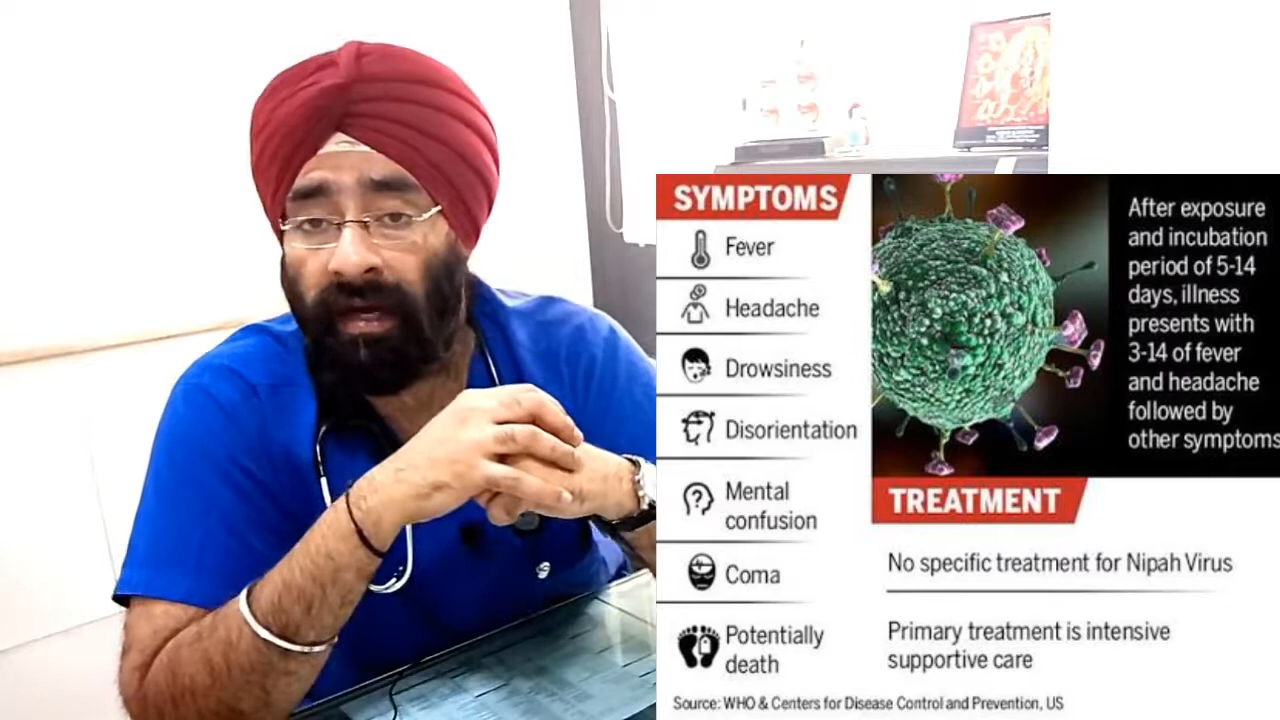 SYMPTOMS
Fever
Headache
Drowsiness
Disorientation
Mental
confusion
Coma
Potentially
death
After exposure
and incubation
period of 5-14
days, illness
presents with
3-14 of fever
and headache
followed by
other symptoms
TREATMENT
No specific treatment for Nipah Virus
Primary treatment is intensive
supportive care
Source: WHO & Centers for Disease Control and Prevention, US